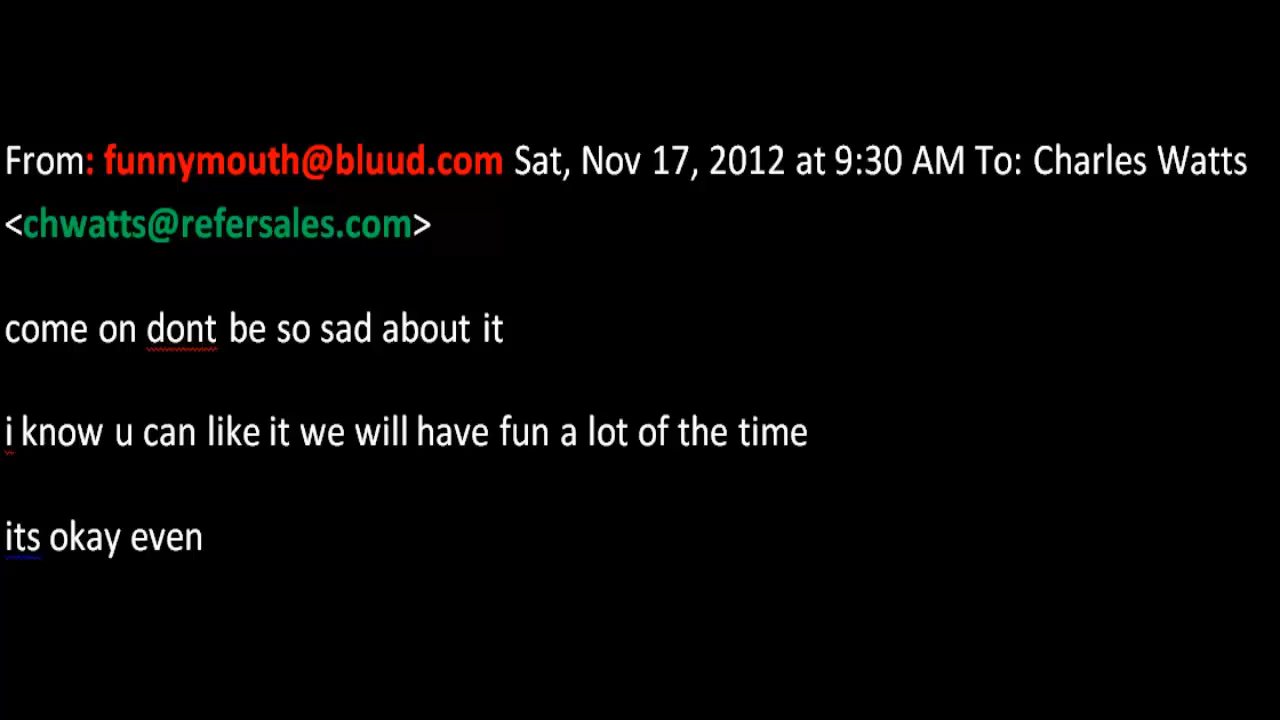 From: funnymouth@bluud.com Sat, Nov 17, 2012 at 9:30 AM To: Charles Watts
<chwatts@refersales.com>
come on dont be so sad about it
i know u can like it we will have fun a lot of the time
its okay even